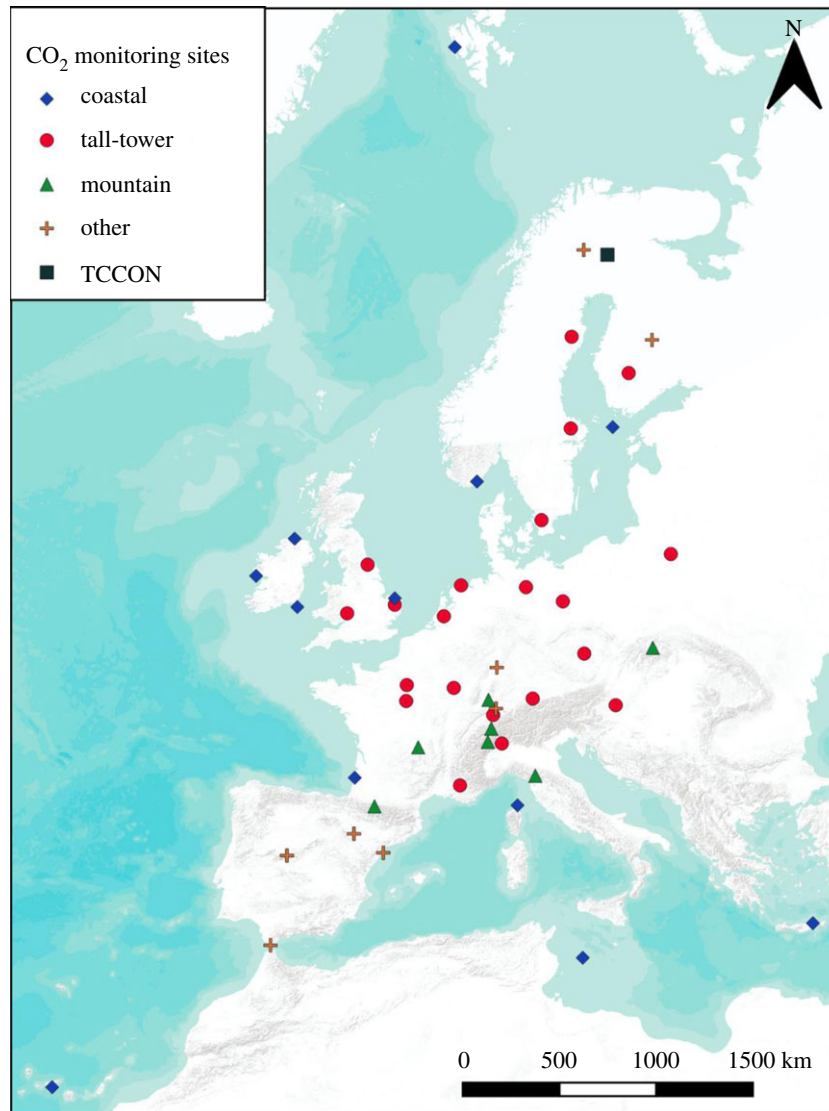 CO₂ monitoring sites
coastal
tall-tower
mountain
other
TCCON
N
0 500 1000 1500 km